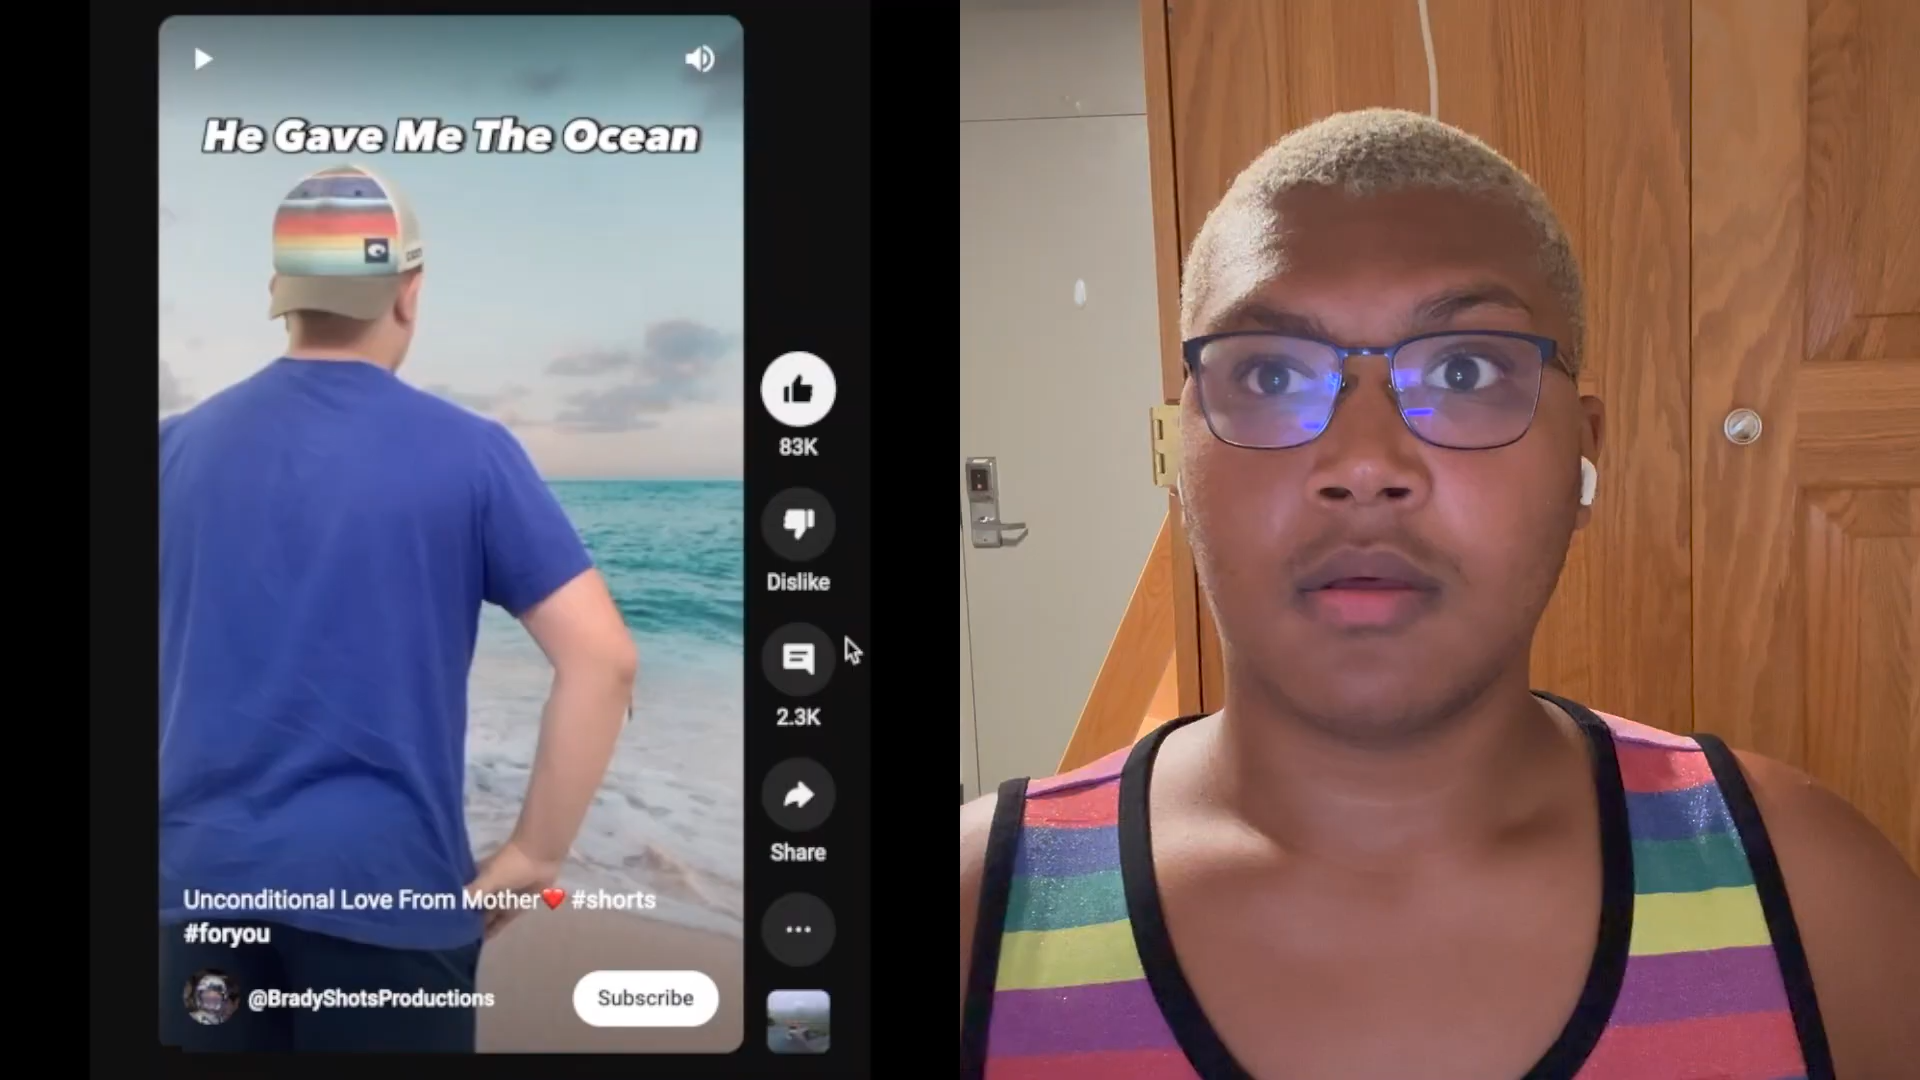 He Gave Me The Ocean
83K
Dislike
2.3K
Share
Unconditional Love From Mother❤️ #shorts
#foryou
@BradyShotsProductions
Subscribe